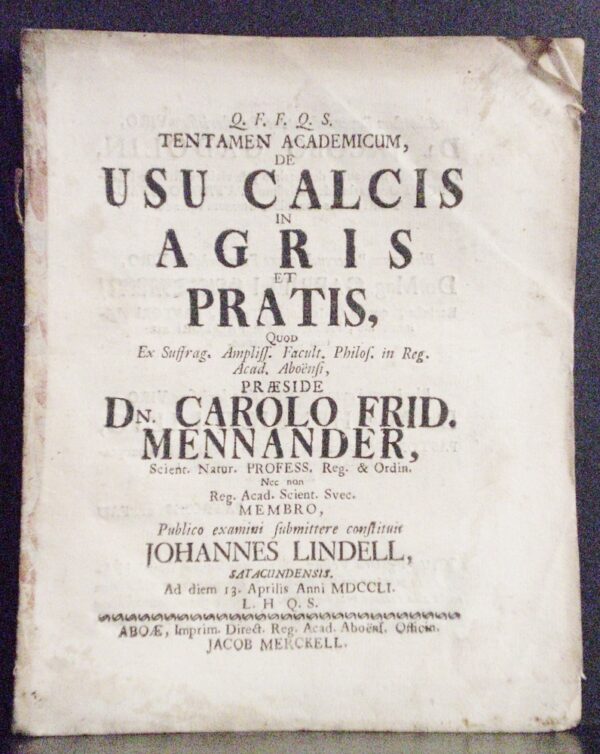 Q. F. F. Q. S.
TENTAMEN ACADEMICUM,
DE
USU CALCIS
IN
AGRIS
ET
PRATIS,
QUOD
Ex Suffrag. Ampliſſ. Facult. Philoſ. in Reg.
Acad. Aboënſi,
PRÆSIDE
DN. CAROLO FRID.
MENNANDER,
Scient. Natur. PROFESS. Reg. & Ordin.
Nec non
Reg. Acad. Scient. Svec.
MEMBRO,
Publico examini ſubmittere conſtituit
JOHANNES LINDELL,
SATACUNDENSIS.
Ad diem 13. Aprilis Anni MDCCLI.
L. H Q. S.
ABOÆ, Imprim. Direct. Reg. Acad. Aboënſ. Officin.
JACOB MERCKELL.